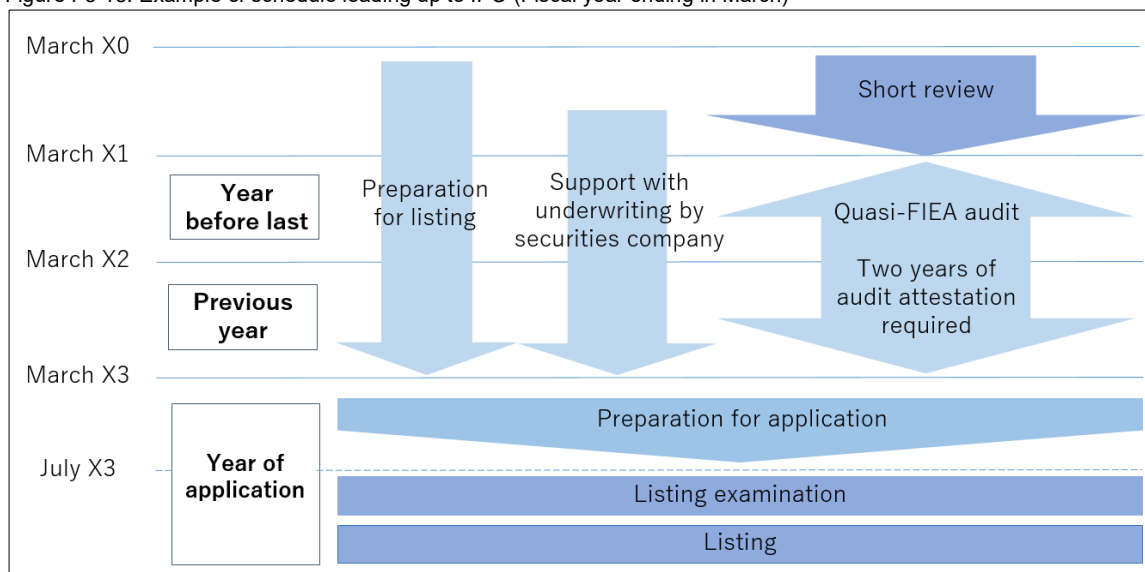 Figure Example of schedule leading up to IPO (Fiscal year ending in March)
March X0
Short review
March X1
Year
before last
Preparation
for listing
Support with
underwriting by
securities company
Quasi-FIEA audit
Two years of
audit attestation
required
March X2
Previous
year
March X3
Preparation for application
July X3
Year of
application
Listing examination
Listing